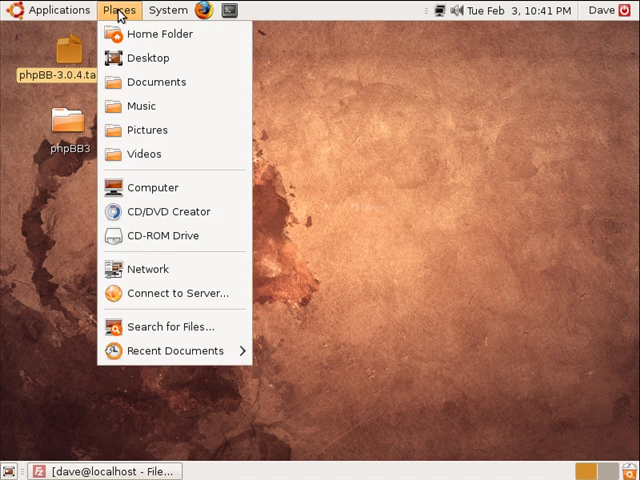 Applications Places System Tue Feb 3, 10:41 PM Dave
phpBB-3.0.4.ta
phpBB3
Home Folder
Desktop
Documents
Music
Pictures
Videos
Computer
CD/DVD Creator
CD-ROM Drive
Network
Connect to Server...
Search for Files...
Recent Documents
[dave@localhost - File...